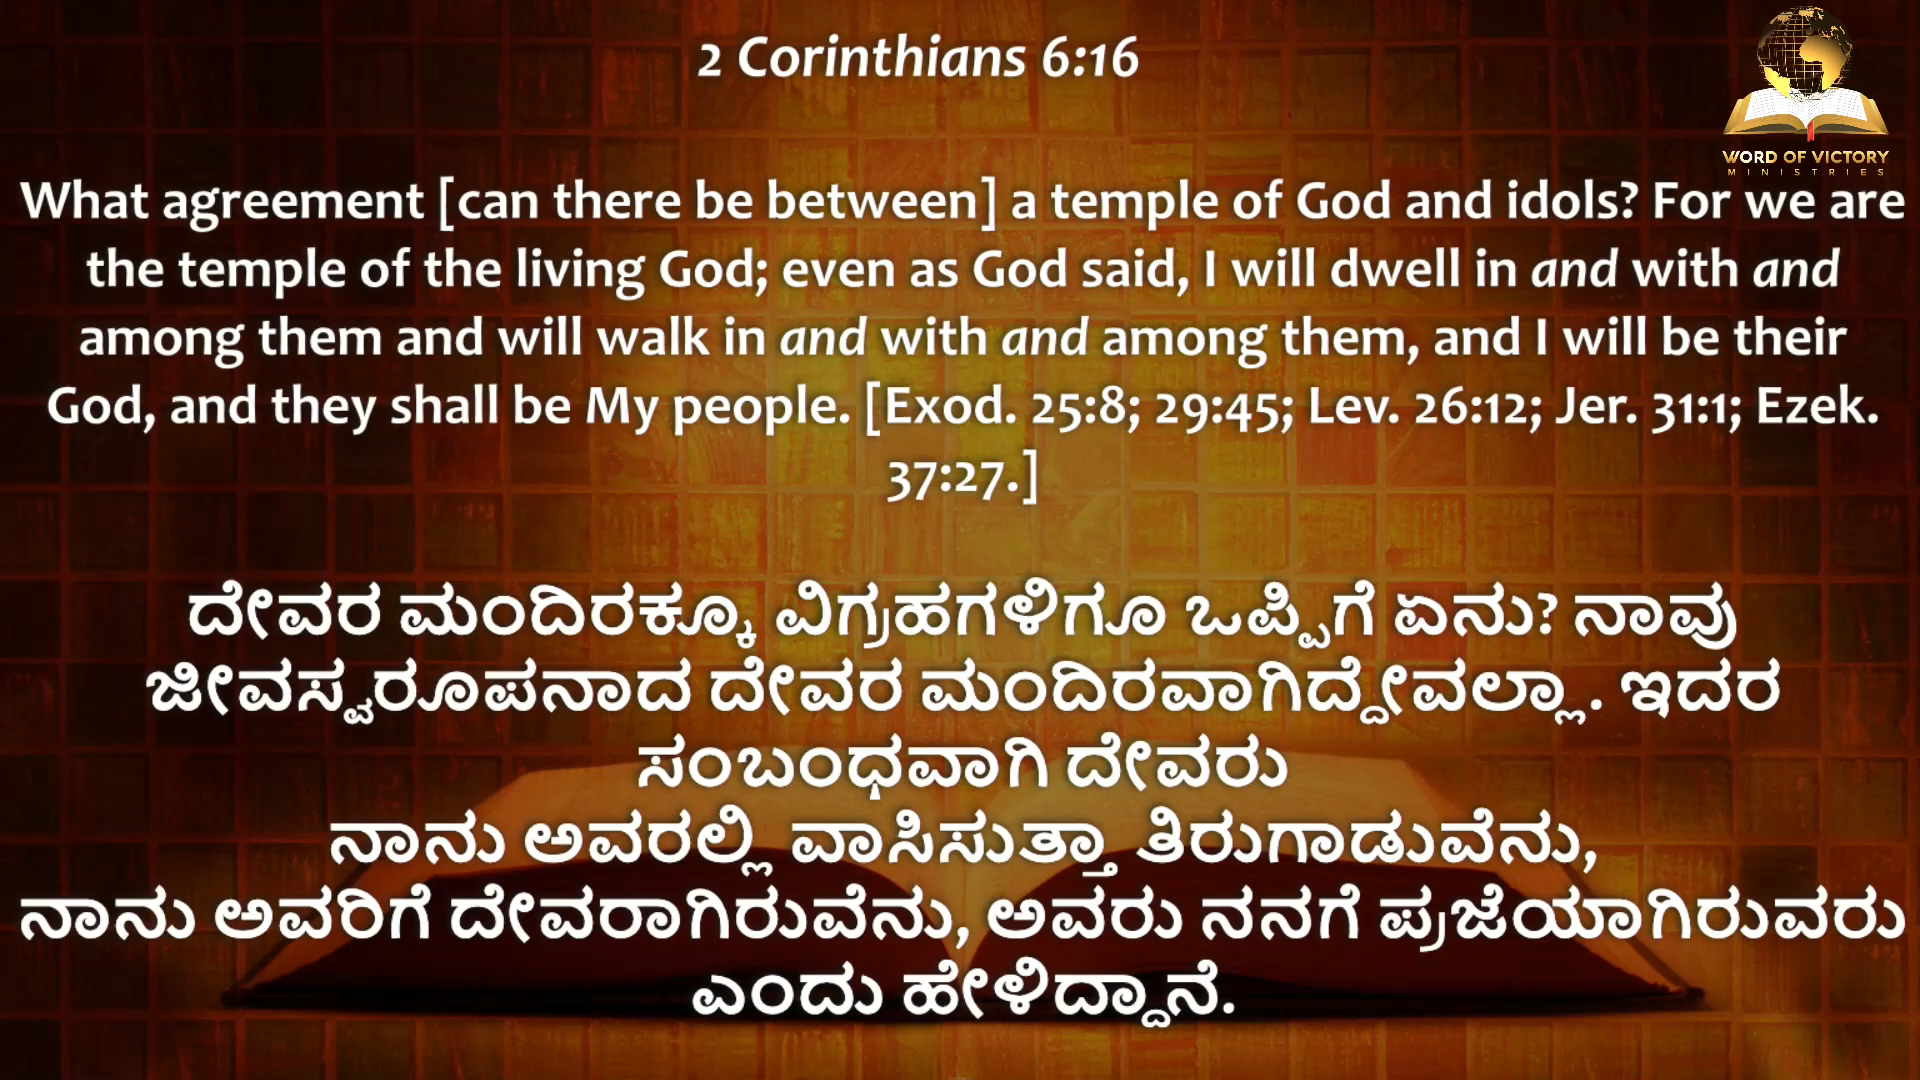 2 Corinthians 6:16
WORD OF VICTORY
MINISTRIES
What agreement [can there be between] a temple of God and idols? For we are
the temple of the living God; even as God said, I will dwell in and with and
among them and will walk in and with and among them, and I will be their
God, and they shall be My people. [Exod. 25:8; 29:45; Lev. 26:12; Jer. 31:1; Ezek.
37:27.]
ದೇವರ ಮಂದಿರಕ್ಕೂ ವಿಗ್ರಹಗಳಿಗೂ ಒಪ್ಪಿಗೆ ಏನು? ನಾವು
ಜೀವಸ್ವರೂಪನಾದ ದೇವರ ಮಂದಿರವಾಗಿದ್ದೇವಲ್ಲಾ. ಇದರ
ಸಂಬಂಧವಾಗಿ ದೇವರು
ನಾನು ಅವರಲ್ಲಿ ವಾಸಿಸುತ್ತಾ ತಿರುಗಾಡುವೆನು,
ನಾನು ಅವರಿಗೆ ದೇವರಾಗಿರುವೆನು, ಅವರು ನನಗೆ ಪ್ರಜೆಯಾಗಿರುವರು
ಎಂದು ಹೇಳಿದ್ದಾನೆ.